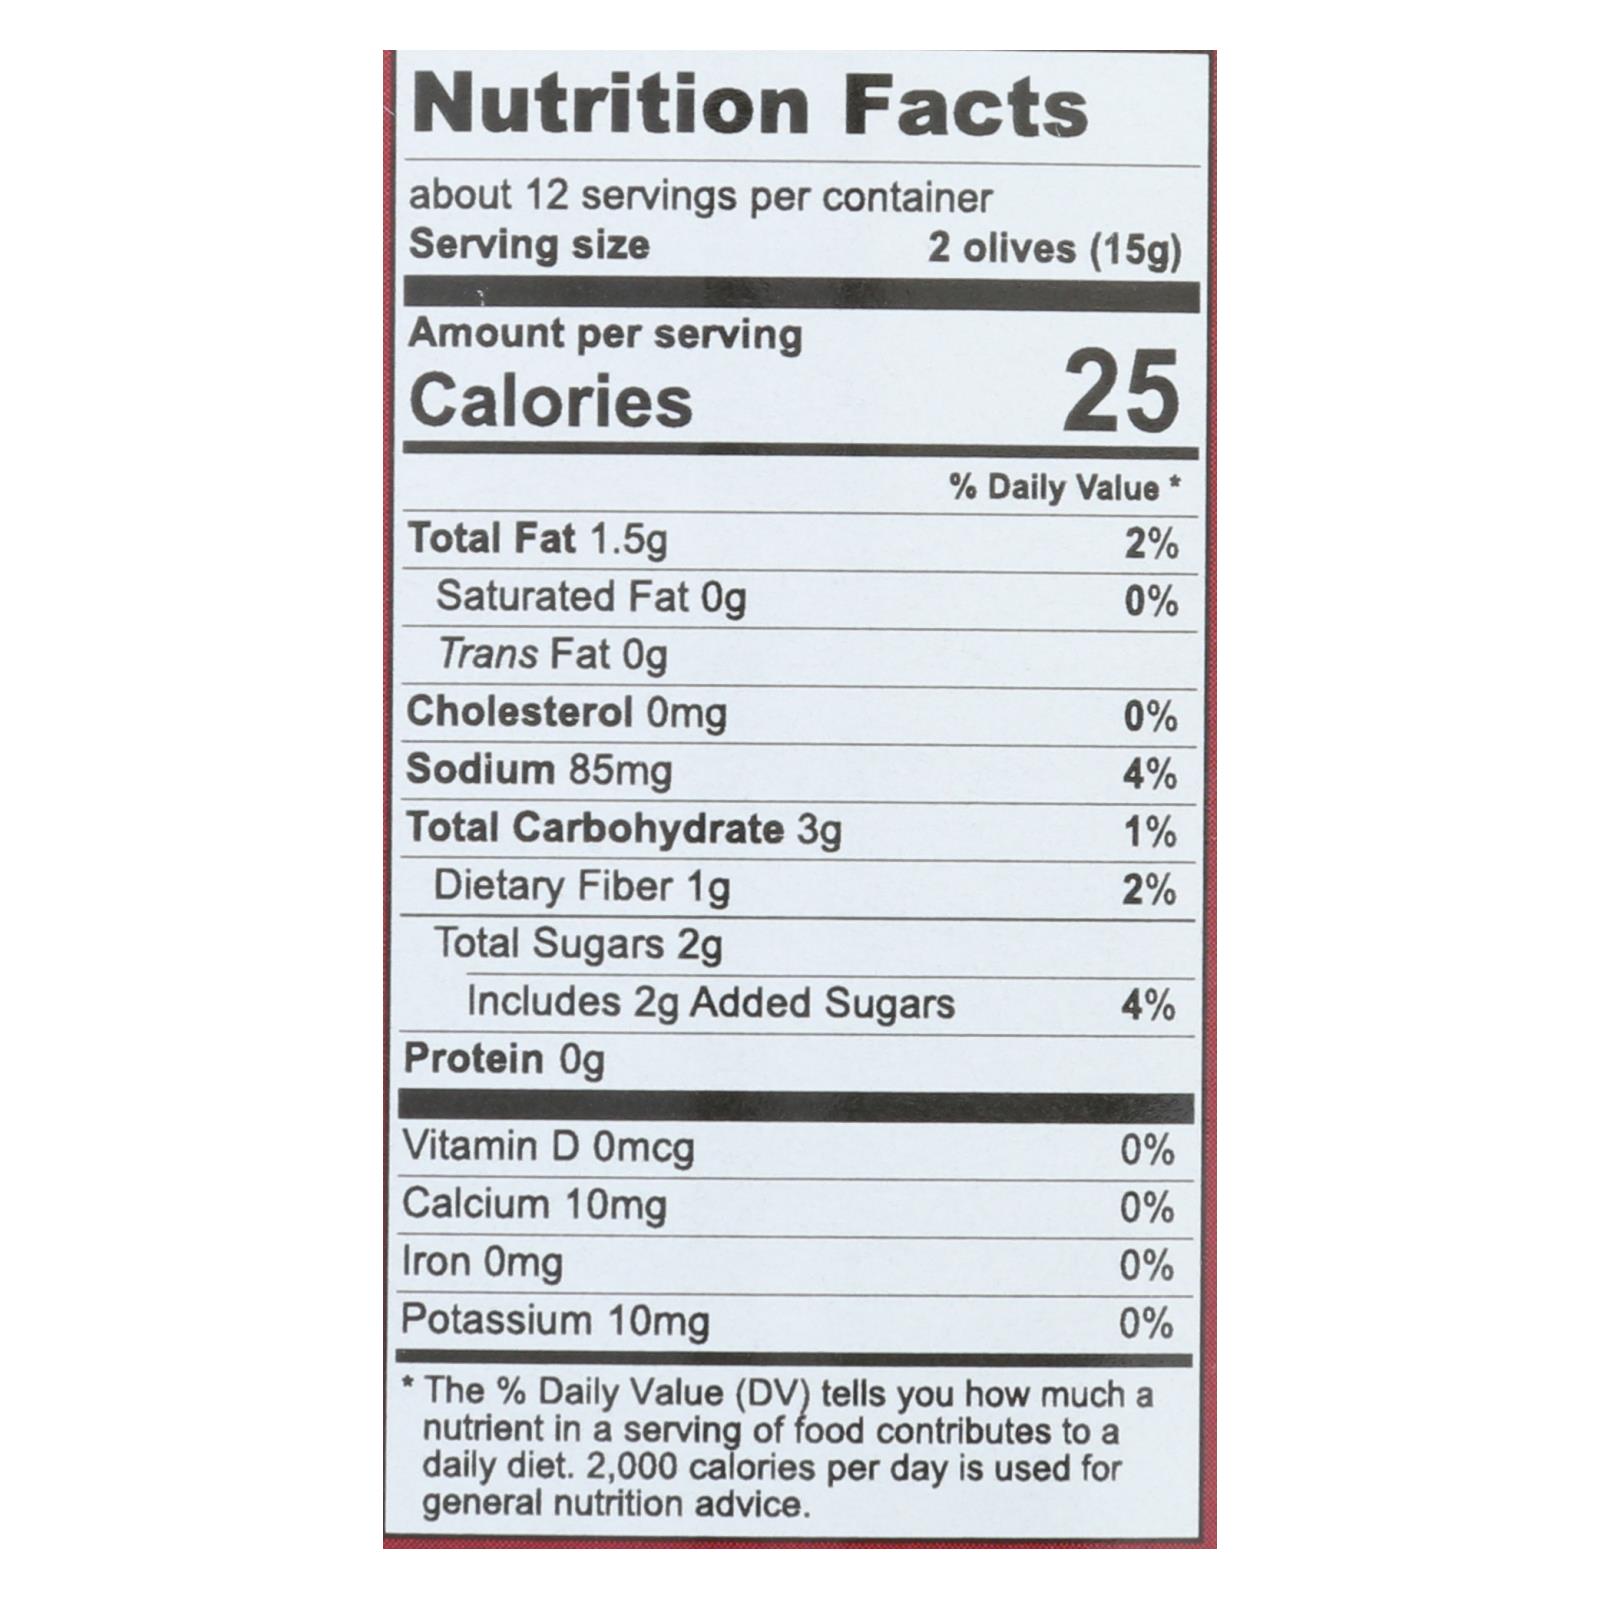 Nutrition Facts
about 12 servings per container
Serving size 2 olives (15g)
Amount per serving
Calories 25
% Daily Value *
Total Fat 1.5g 2%
Saturated Fat 0g 0%
Trans Fat 0g
Cholesterol 0mg 0%
Sodium 85mg 4%
Total Carbohydrate 3g 1%
Dietary Fiber 1g 2%
Total Sugars 2g
Includes 2g Added Sugars 4%
Protein 0g
Vitamin D 0mcg 0%
Calcium 10mg 0%
Iron 0mg 0%
Potassium 10mg 0%
* The % Daily Value (DV) tells you how much a
nutrient in a serving of food contributes to a
daily diet. 2,000 calories per day is used for
general nutrition advice.